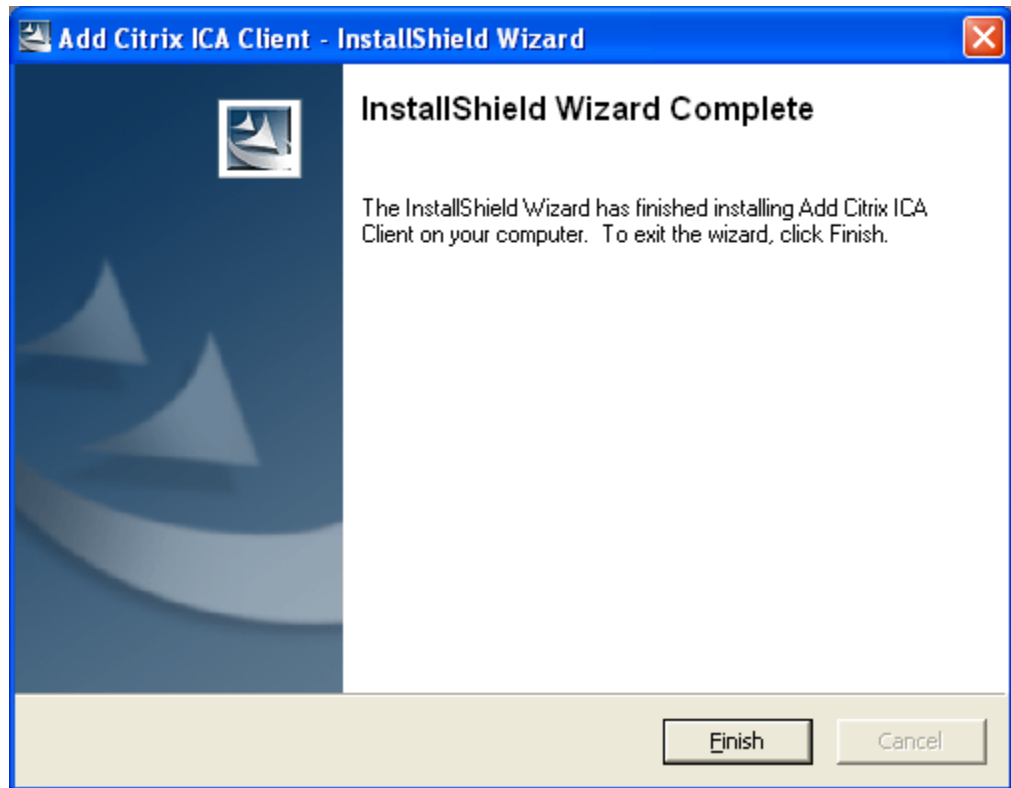 Add Citrix ICA Client - InstallShield Wizard
InstallShield Wizard Complete
The InstallShield Wizard has finished installing Add Citrix ICA
Client on your computer.  To exit the wizard, click Finish.
Finish
Cancel